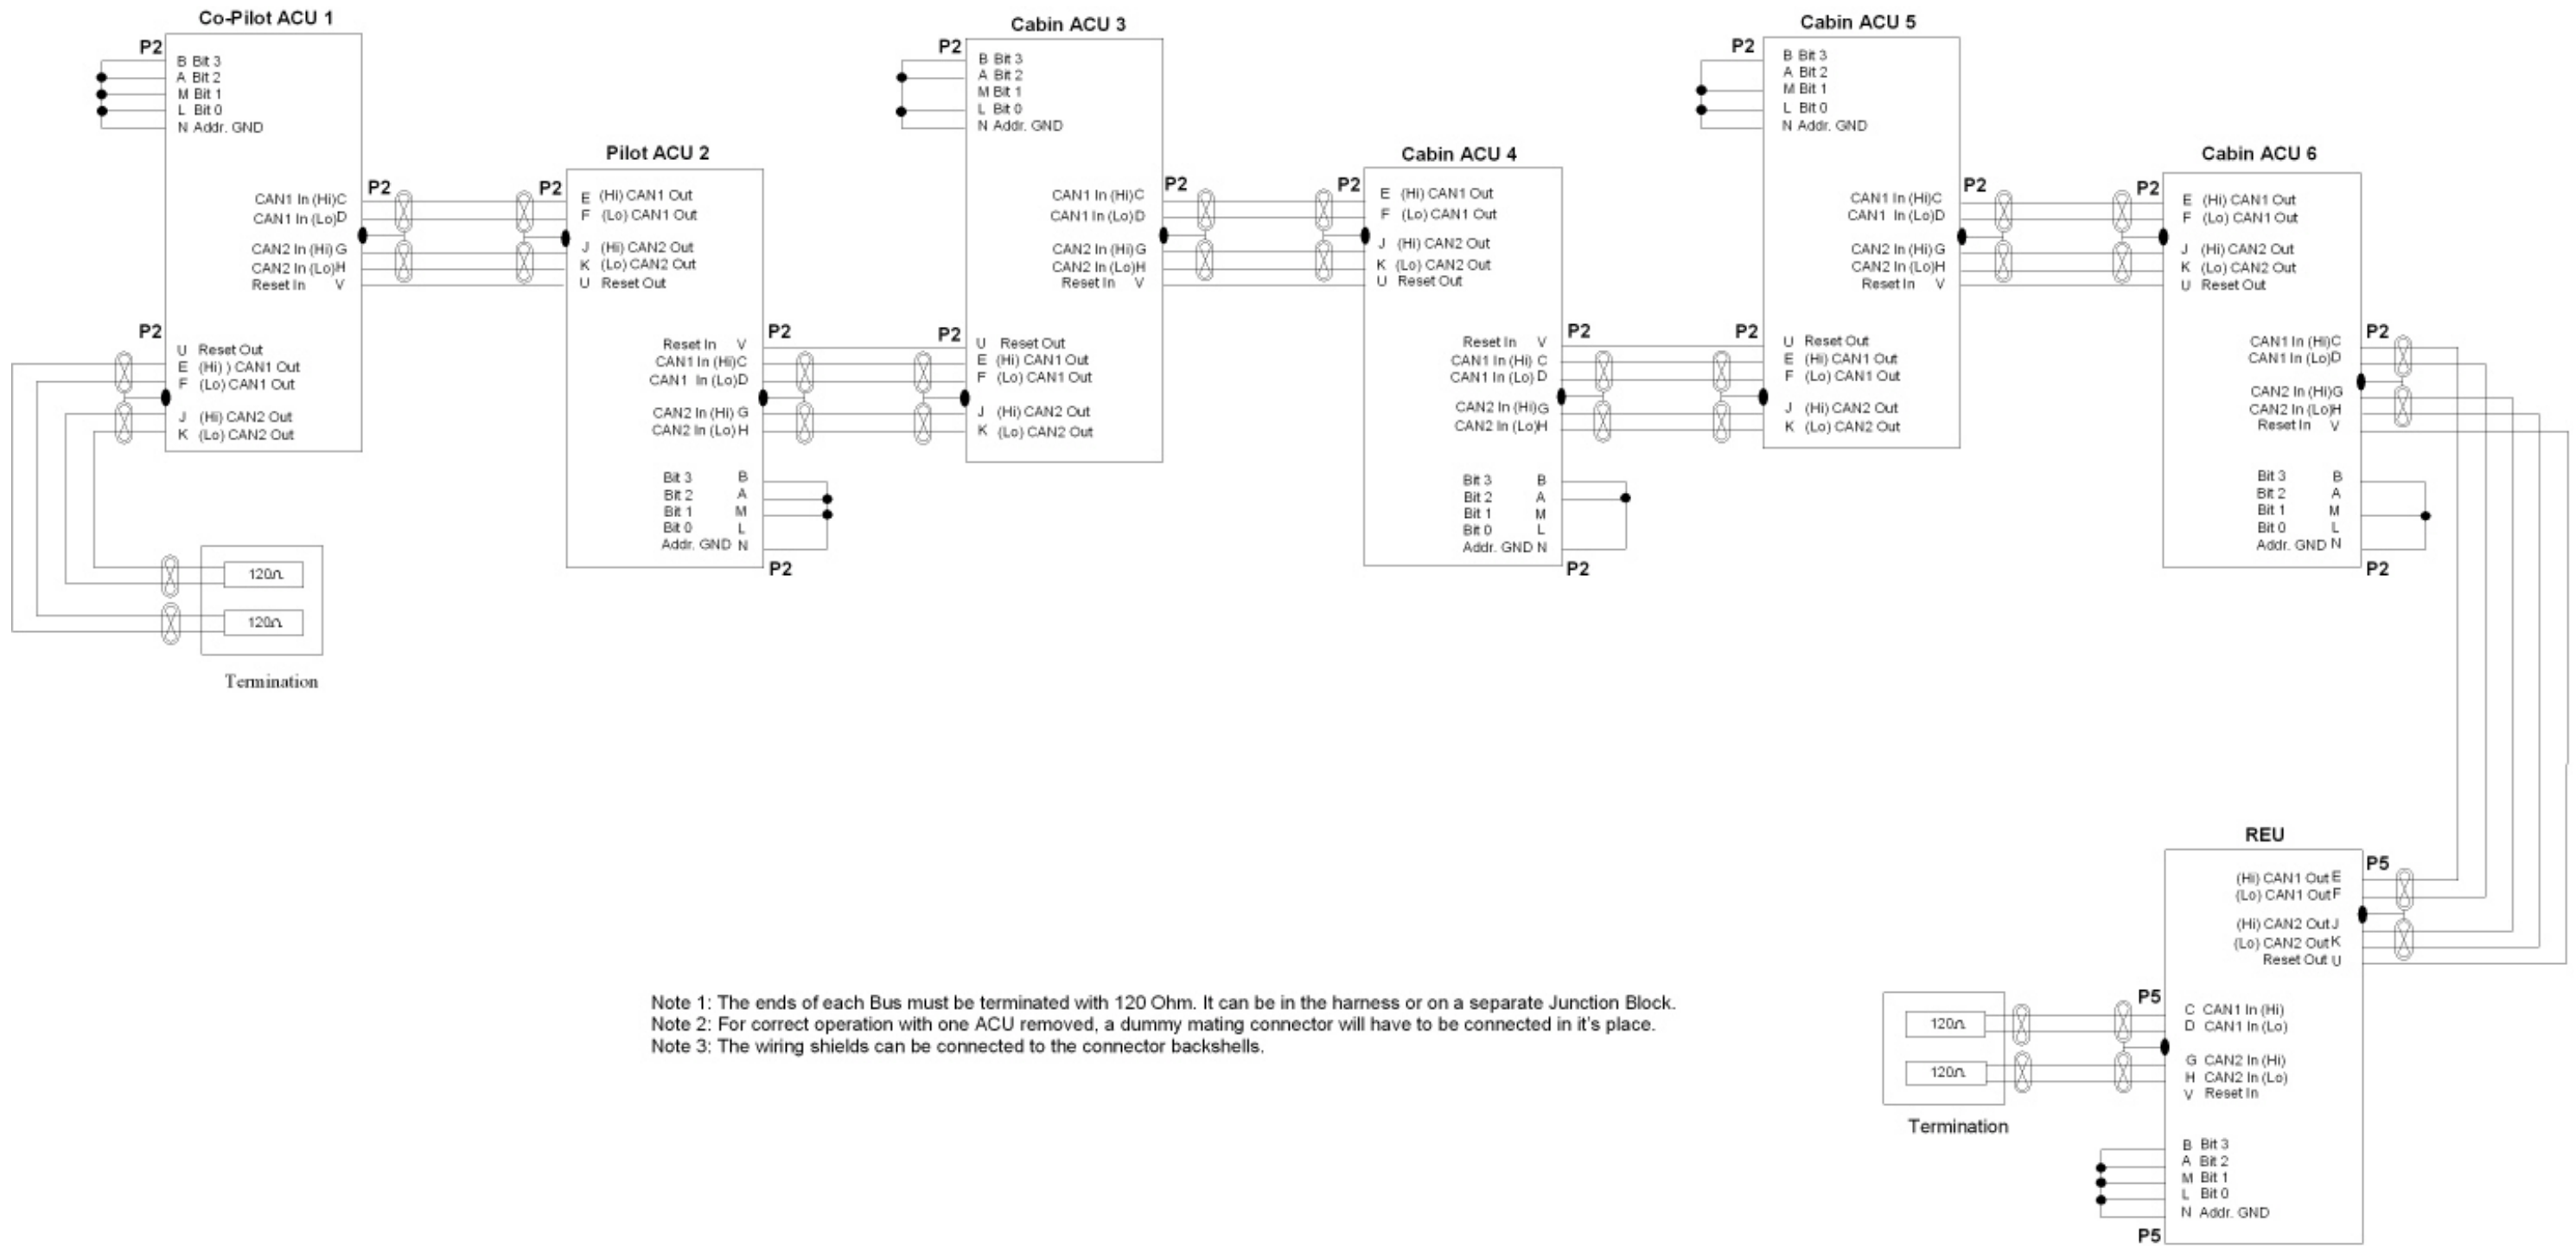 Co-Pilot ACU 1
P2
B Bit 3
A Bit 2
M Bit 1
L Bit 0
N Addr. GND
P2
CAN1 In (Hi)C
CAN1 In (Lo)D
CAN2 In (Hi) G
CAN2 In (Lo)H
Reset In V
P2
U Reset Out
E (Hi) ) CAN1 Out
F (Lo) CAN1 Out
J (Hi) CAN2 Out
K (Lo) CAN2 Out
120Ω
120Ω
Termination
Pilot ACU 2
P2
E (Hi) CAN1 Out
F (Lo) CAN1 Out
J (Hi) CAN2 Out
K (Lo) CAN2 Out
U Reset Out
P2
Reset In V
CAN1 In (Hi)C
CAN1 In (Lo)D
CAN2 In (Hi) G
CAN2 In (Lo) H
Bit 3 B
Bit 2 A
Bit 1 M
Bit 0 L
Addr. GND N
P2
Cabin ACU 3
P2
B Bit 3
A Bit 2
M Bit 1
L Bit 0
N Addr. GND
P2
CAN1 In (Hi)C
CAN1 In (Lo)D
CAN2 In (Hi) G
CAN2 In (Lo)H
Reset In V
P2
U Reset Out
E (Hi) CAN1 Out
F (Lo) CAN1 Out
J (Hi) CAN2 Out
K (Lo) CAN2 Out
Cabin ACU 4
P2
E (Hi) CAN1 Out
F (Lo) CAN1 Out
J (Hi) CAN2 Out
K (Lo) CAN2 Out
U Reset Out
P2
Reset In V
CAN1 In (Hi) C
CAN1 In (Lo) D
CAN2 In (Hi)G
CAN2 In (Lo)H
Bit 3 B
Bit 2 A
Bit 1 M
Bit 0 L
Addr. GND N
P2
Cabin ACU 5
P2
B Bit 3
A Bit 2
M Bit 1
L Bit 0
N Addr. GND
P2
CAN1 In (Hi)C
CAN1 In (Lo)D
CAN2 In (Hi)G
CAN2 In (Lo)H
Reset In V
P2
U Reset Out
E (Hi) CAN1 Out
F (Lo) CAN1 Out
J (Hi) CAN2 Out
K (Lo) CAN2 Out
Cabin ACU 6
P2
E (Hi) CAN1 Out
F (Lo) CAN1 Out
J (Hi) CAN2 Out
K (Lo) CAN2 Out
U Reset Out
P2
CAN1 In (Hi)C
CAN1 In (Lo)D
CAN2 In (Hi)G
CAN2 In (Lo)H
Reset In V
Bit 3 B
Bit 2 A
Bit 1 M
Bit 0 L
Addr. GND N
P2
REU
P5
(Hi) CAN1 Out E
(Lo) CAN1 Out F
(Hi) CAN2 Out J
(Lo) CAN2 Out K
Reset Out U
P5
C CAN1 In (Hi)
D CAN1 In (Lo)
G CAN2 In (Hi)
H CAN2 In (Lo)
V Reset In
120Ω
120Ω
Termination
B Bit 3
A Bit 2
M Bit 1
L Bit 0
N Addr. GND
P5
Note 1: The ends of each Bus must be terminated with 120 Ohm. It can be in the harness or on a separate Junction Block.
Note 2: For correct operation with one ACU removed, a dummy mating connector will have to be connected in it's place.
Note 3: The wiring shields can be connected to the connector backshells.